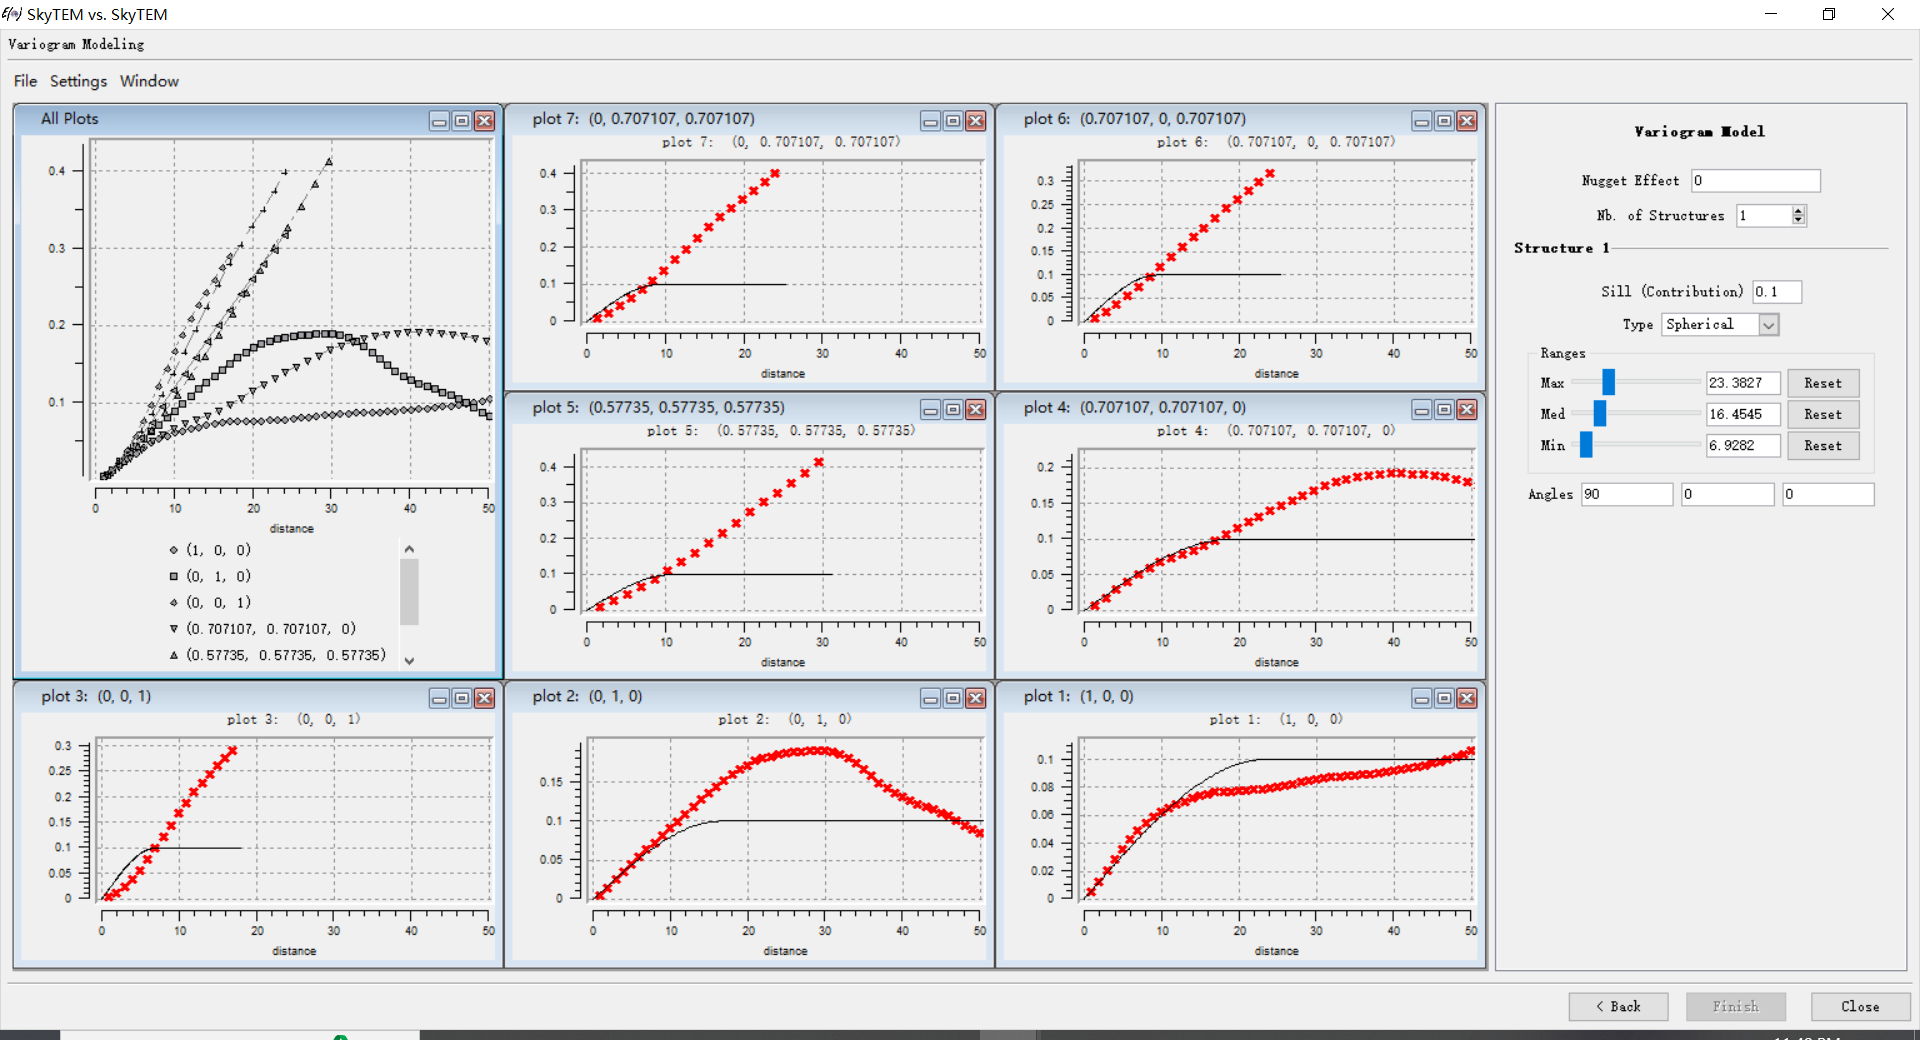 SkyTEM vs. SkyTEM
Variogram Modeling
File Settings Window
All Plots
0.4
0.3
0.2
0.1
0 10 20 30 40 50
distance
(1, 0, 0)
(0, 1, 0)
(0, 0, 1)
(0.707107, 0.707107, 0)
(0.57735, 0.57735, 0.57735)
plot 7: (0, 0.707107, 0.707107)
plot 7: (0, 0.707107, 0.707107)
0.4
0.3
0.2
0.1
0
0 10 20 30 40 50
distance
plot 6: (0.707107, 0, 0.707107)
plot 6: (0.707107, 0, 0.707107)
0.3
0.25
0.2
0.15
0.1
0.05
0
0 10 20 30 40 50
distance
plot 5: (0.57735, 0.57735, 0.57735)
plot 5: (0.57735, 0.57735, 0.57735)
0.4
0.3
0.2
0.1
0
0 10 20 30 40 50
distance
plot 4: (0.707107, 0.707107, 0)
plot 4: (0.707107, 0.707107, 0)
0.2
0.15
0.1
0.05
0
0 10 20 30 40 50
distance
plot 3: (0, 0, 1)
plot 3: (0, 0, 1)
0.3
0.25
0.2
0.15
0.1
0.05
0
0 10 20 30 40 50
distance
plot 2: (0, 1, 0)
plot 2: (0, 1, 0)
0.15
0.1
0.05
0
0 10 20 30 40 50
distance
plot 1: (1, 0, 0)
plot 1: (1, 0, 0)
0.1
0.08
0.06
0.04
0.02
0
0 10 20 30 40 50
distance
Variogram Model
Nugget Effect 0
Nb. of Structures 1
Structure 1
Sill (Contribution) 0.1
Type Spherical
Ranges
Max 23.3827 Reset
Med 16.4545 Reset
Min 6.9282 Reset
Angles 90 0 0
< Back Finish Close